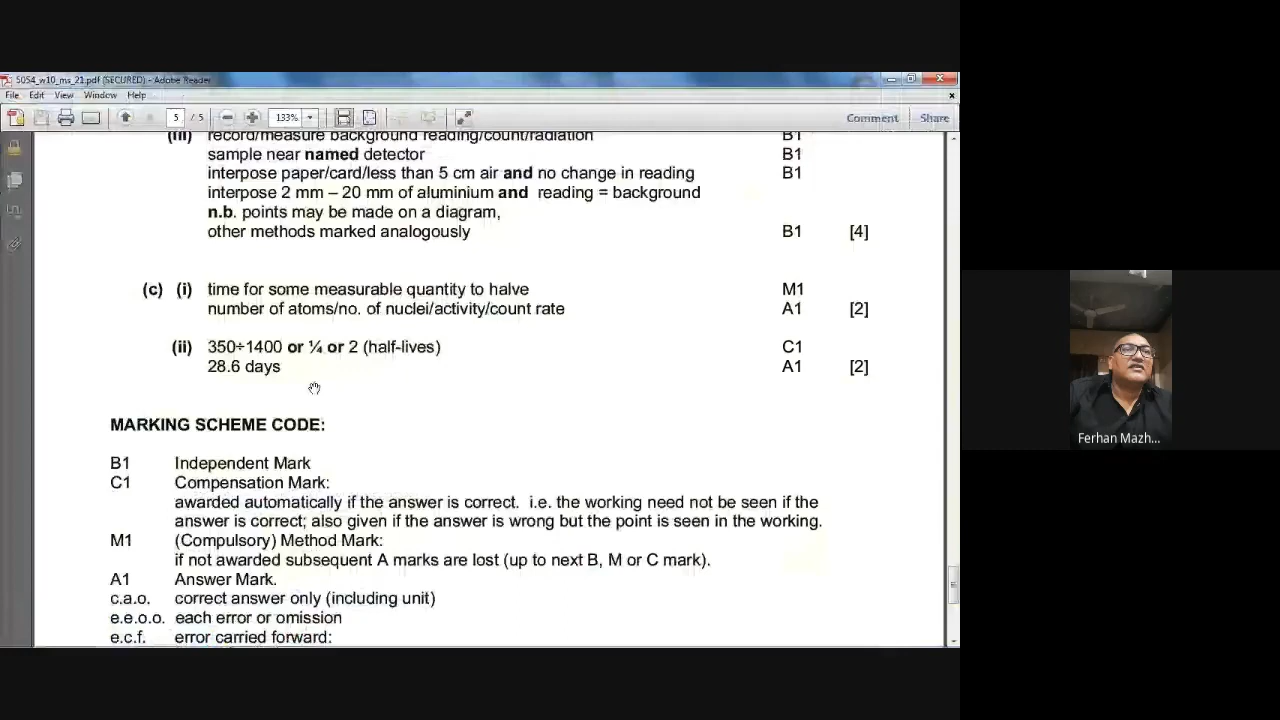 5054_w10_ms_21.pdf (SECURED) - Adobe Reader
File Edit View Window Help
5 / 5 133% Comment Share
(iii) record/measure background reading/count/radiation B1
sample near named detector B1
interpose paper/card/less than 5 cm air and no change in reading B1
interpose 2 mm – 20 mm of aluminium and reading = background
n.b. points may be made on a diagram,
other methods marked analogously B1 [4]
(c) (i) time for some measurable quantity to halve M1
number of atoms/no. of nuclei/activity/count rate A1 [2]
(ii) 350÷1400 or ¼ or 2 (half-lives) C1
28.6 days A1 [2]
MARKING SCHEME CODE:
B1 Independent Mark
C1 Compensation Mark:
awarded automatically if the answer is correct. i.e. the working need not be seen if the
answer is correct; also given if the answer is wrong but the point is seen in the working.
M1 (Compulsory) Method Mark:
if not awarded subsequent A marks are lost (up to next B, M or C mark).
A1 Answer Mark.
c.a.o. correct answer only (including unit)
e.e.o.o. each error or omission
e.c.f. error carried forward:
Ferhan Mazh...